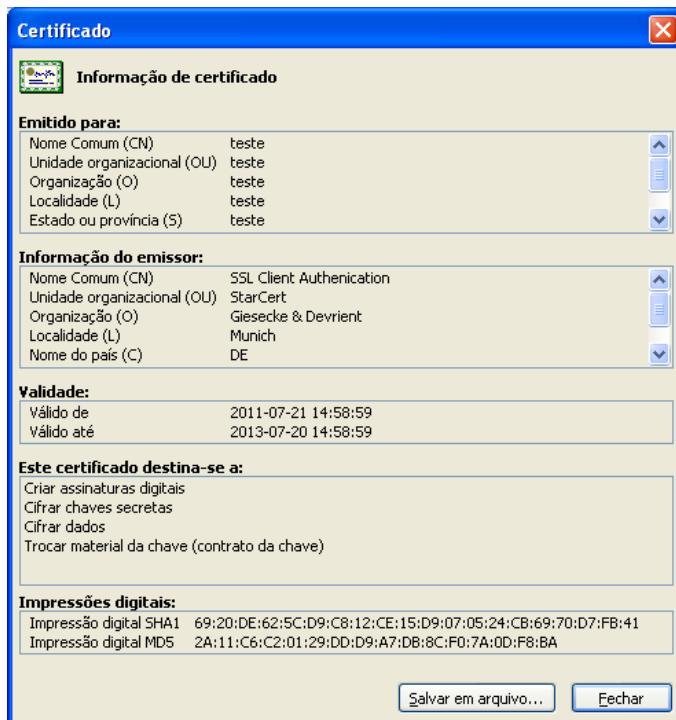 Certificado
Informação de certificado
Emitido para:
Nome Comum (CN) teste
Unidade organizacional (OU) teste
Organização (O) teste
Localidade (L) teste
Estado ou província (S) teste
Informação do emissor:
Nome Comum (CN) SSL Client Authenication
Unidade organizacional (OU) StarCert
Organização (O) Giesecke & Devrient
Localidade (L) Munich
Nome do país (C) DE
Validade:
Válido de 2011-07-21 14:58:59
Válido até 2013-07-20 14:58:59
Este certificado destina-se a:
Criar assinaturas digitais
Cifrar chaves secretas
Cifrar dados
Trocar material da chave (contrato da chave)
Impressões digitais:
Impressão digital SHA1 69:20:DE:62:5C:D9:C8:12:CE:15:D9:07:05:24:CB:69:70:D7:FB:41
Impressão digital MD5 2A:11:C6:C2:01:29:DD:D9:A7:DB:8C:F0:7A:0D:F8:BA
Salvar em arquivo... Fechar